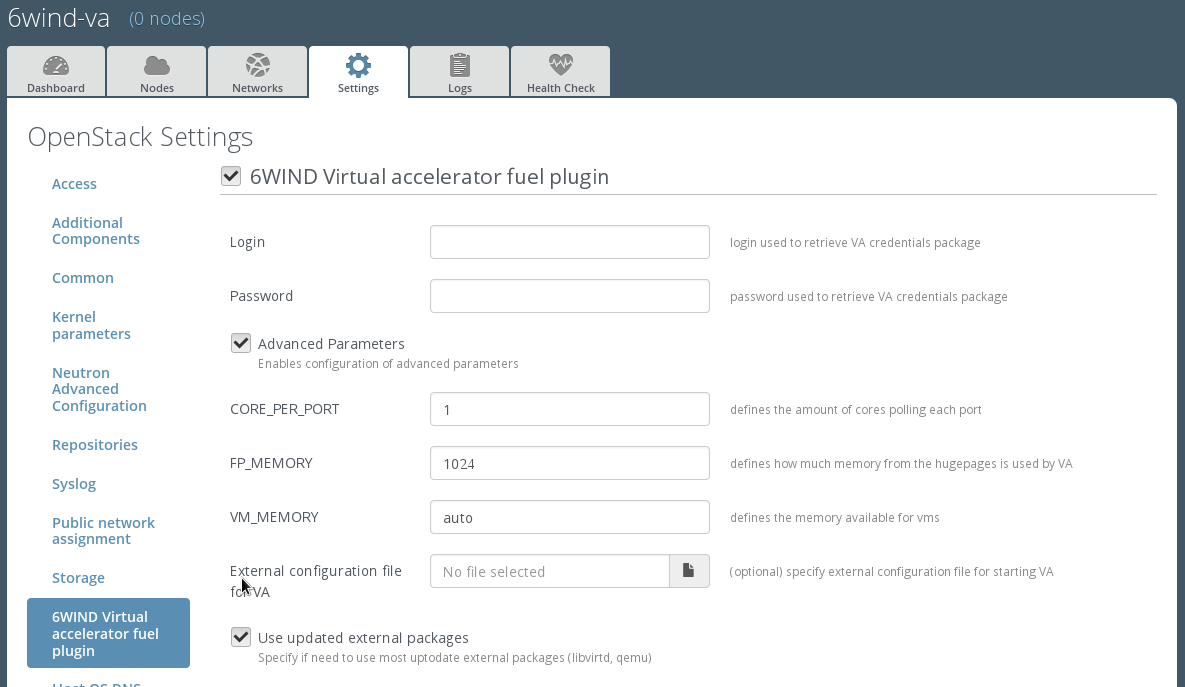 6wind-va (0 nodes)
Dashboard Nodes Networks Settings Logs Health Check
OpenStack Settings
Access
Additional
Components
Common
Kernel
parameters
Neutron
Advanced
Configuration
Repositories
Syslog
Public network
assignment
Storage
6WIND Virtual
accelerator fuel
plugin
Host OS DNS
6WIND Virtual accelerator fuel plugin
Login login used to retrieve VA credentials package
Password password used to retrieve VA credentials package
Advanced Parameters
Enables configuration of advanced parameters
CORE_PER_PORT 1 defines the amount of cores polling each port
FP_MEMORY 1024 defines how much memory from the hugepages is used by VA
VM_MEMORY auto defines the memory available for vms
External configuration file No file selected (optional) specify external configuration file for starting VA
for VA
Use updated external packages
Specify if need to use most uptodate external packages (libvirtd, qemu)